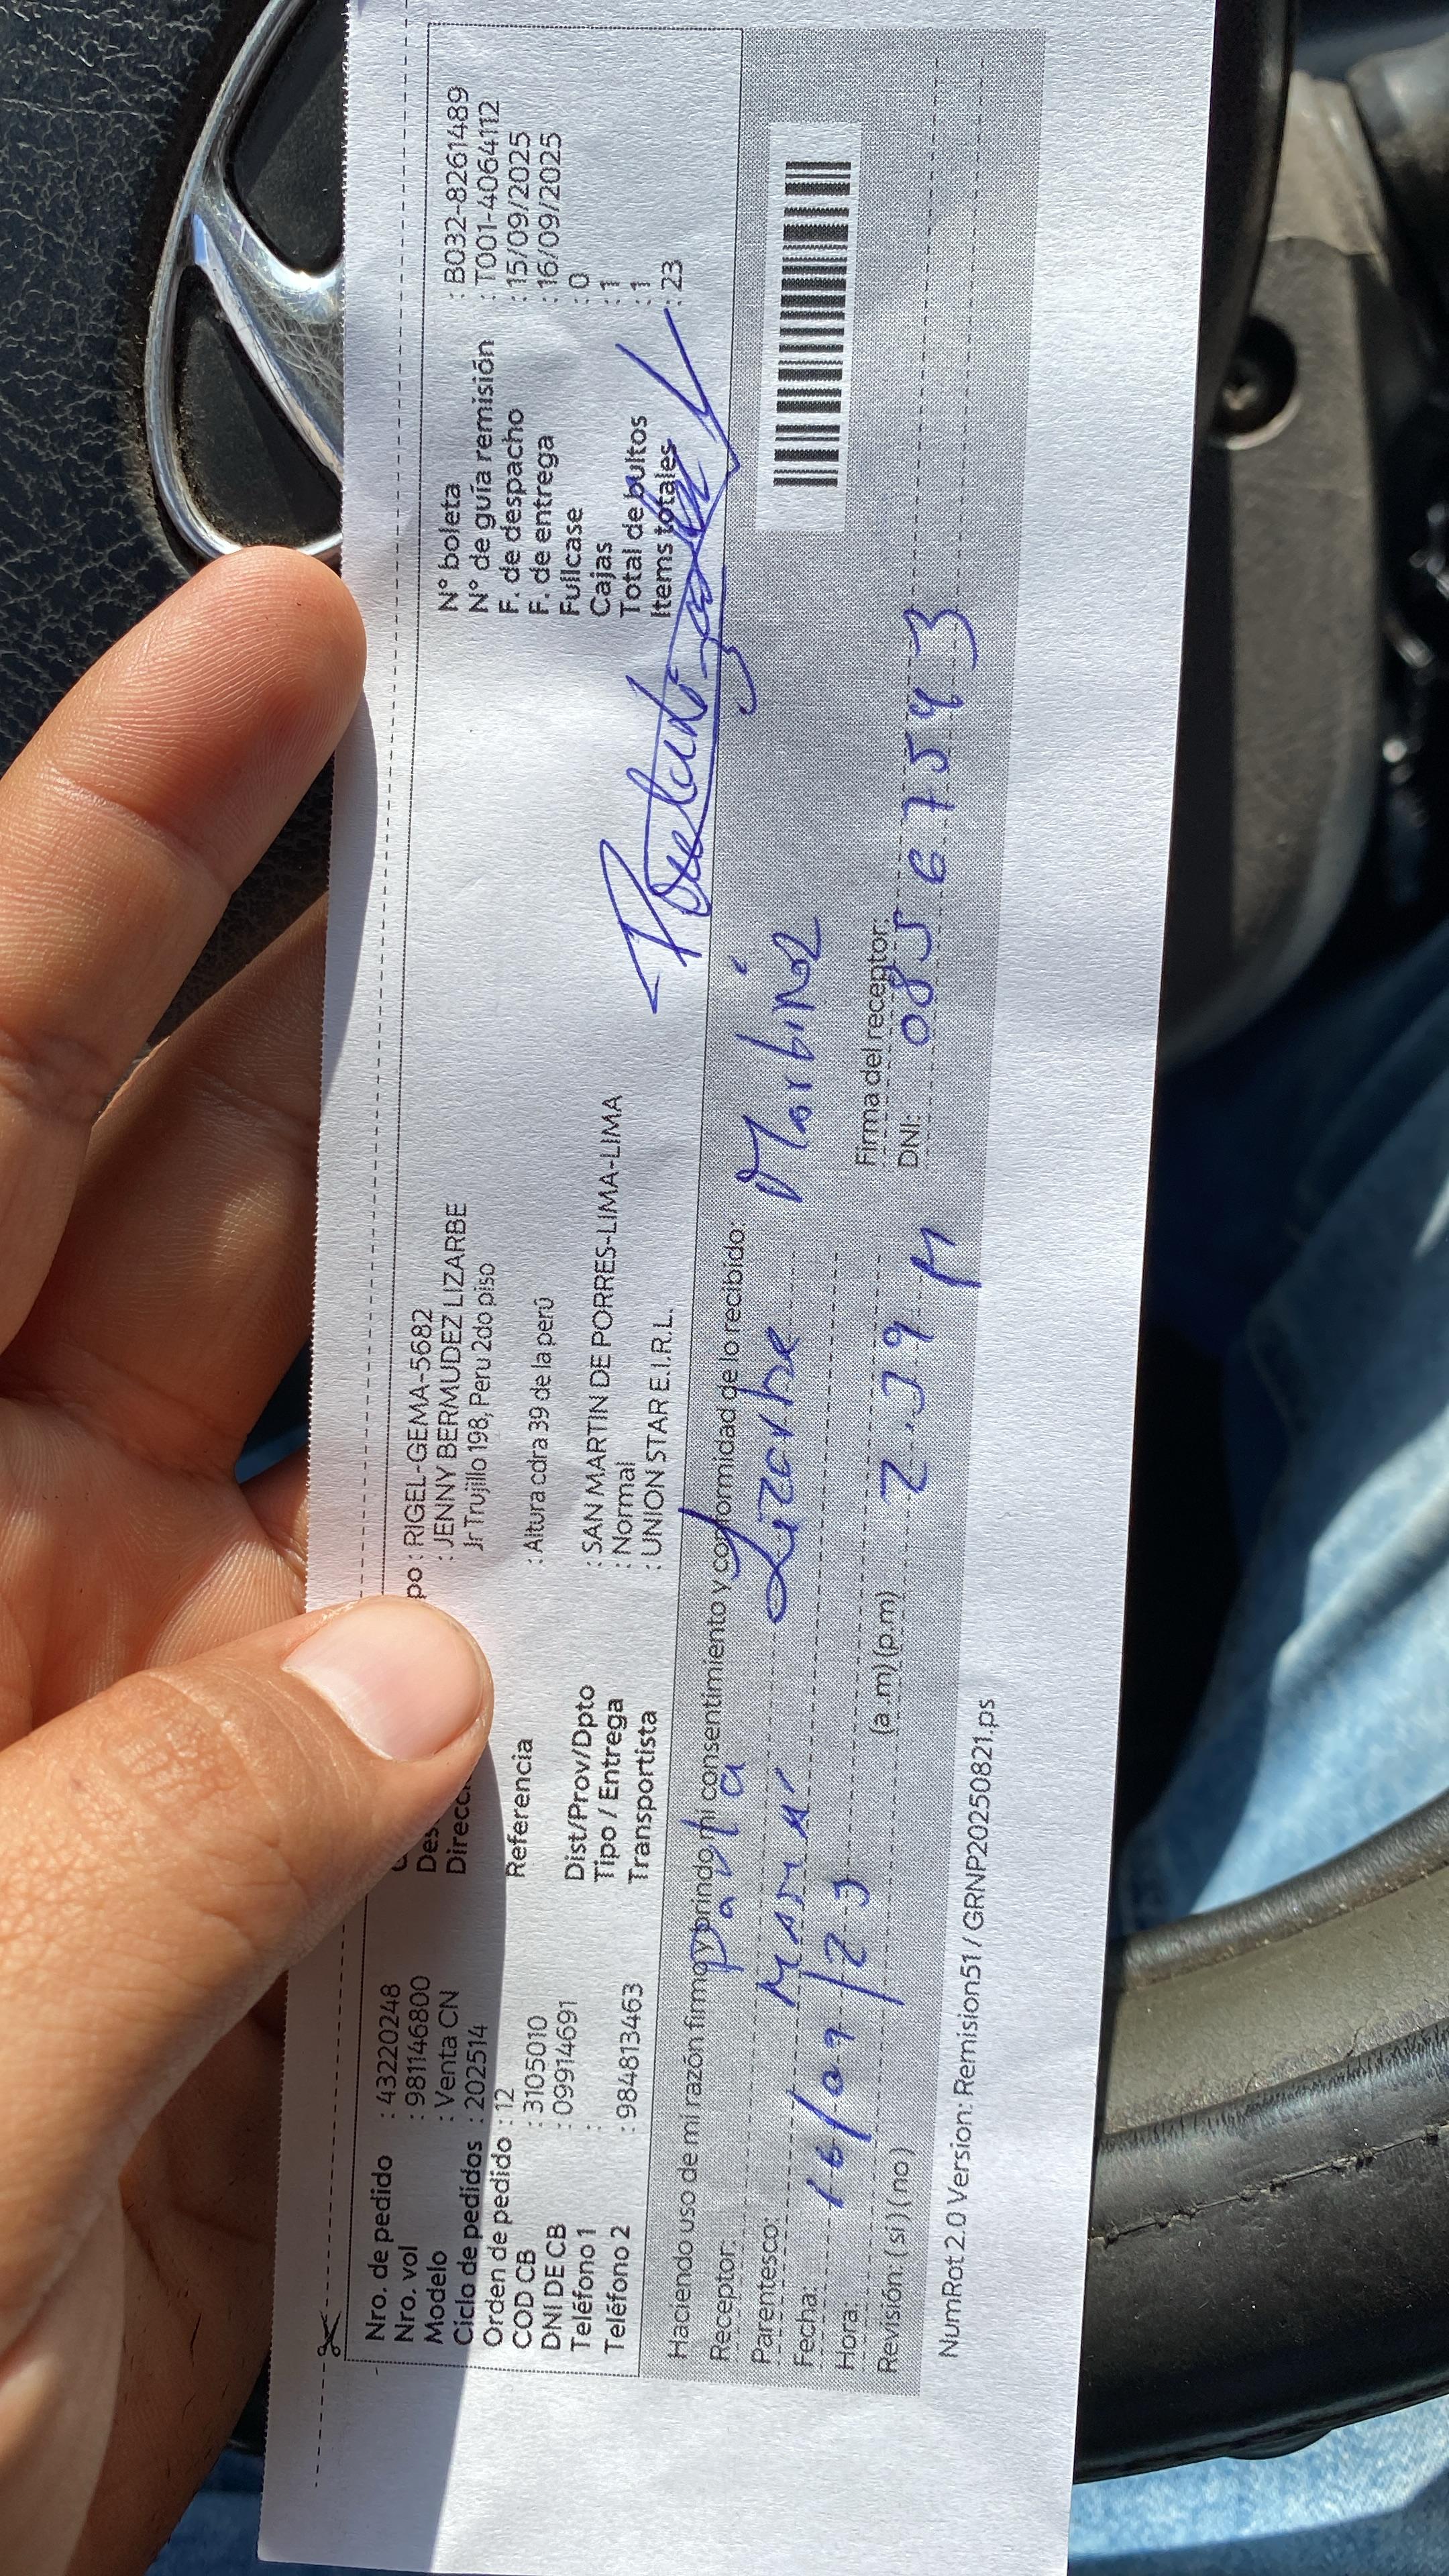 Nro. de pedido : 43220248
Nro. vol : 981146800
Modelo : Venta CN
Ciclo de pedidos : 202514
Orden de pedido : 12
COD CB : 3105010
DNI DE CB : 09914691
Teléfono 1 :
Teléfono 2 : 984813463
po : RIGEL-GEMA-5682
Des : JENNY BERMUDEZ LIZARBE
Direcc Jr Trujillo 198, Peru 2do piso
Referencia : Altura cdra 39 de la perú
Dist/Prov/Dpto : SAN MARTIN DE PORRES-LIMA-LIMA
Tipo / Entrega : Normal
Transportista : UNION STAR E.I.R.L.
N° boleta : B032-8261489
N° de guía remisión : T001-4064112
F. de despacho : 15/09/2025
F. de entrega : 16/09/2025
Fullcase : 0
Cajas : 1
Total de bultos : 1
Items totales : 23
Haciendo uso de mi razón firmo y brindo mi consentimiento y conformidad de lo recibido:
Receptor: Lizarbe
Parentesco:
Fecha: 16/09/25
Hora: (a.m) (p.m) 2.39 M
Revisión: ( si ) ( no )
Firma del receptor:
DNI: 08567593
NumRot 2.0 Version: Remision51 / GRNP20250821.ps